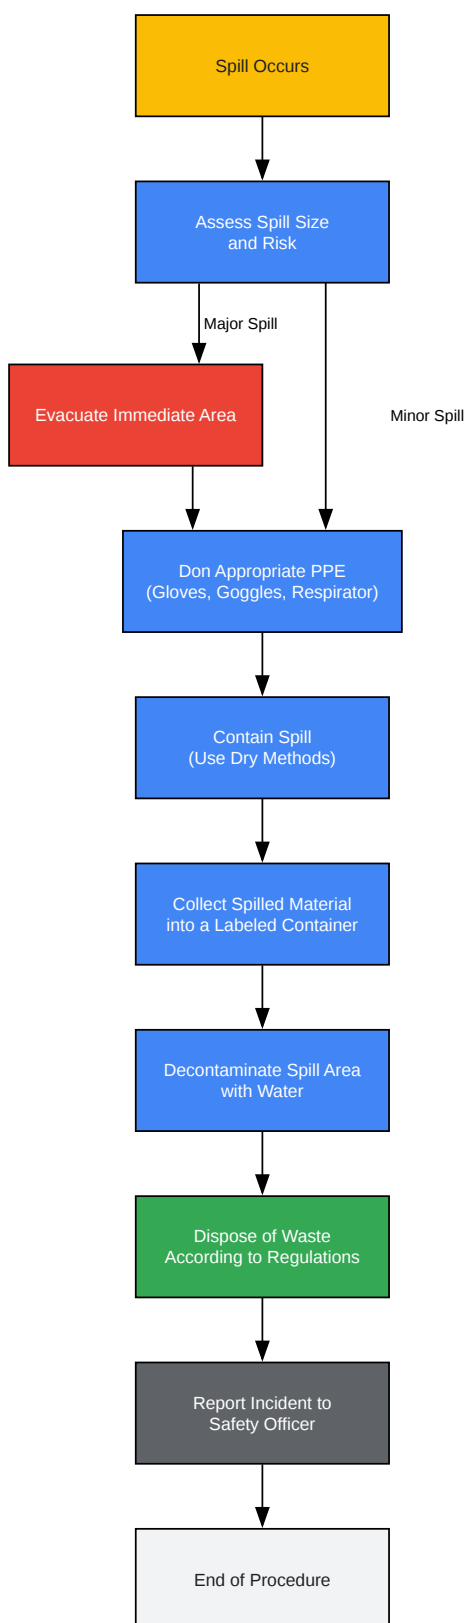 Spill Occurs
Assess Spill Size
and Risk
Major Spill
Evacuate Immediate Area
Minor Spill
Don Appropriate PPE
(Gloves, Goggles, Respirator)
Contain Spill
(Use Dry Methods)
Collect Spilled Material
into a Labeled Container
Decontaminate Spill Area
with Water
Dispose of Waste
According to Regulations
Report Incident to
Safety Officer
End of Procedure